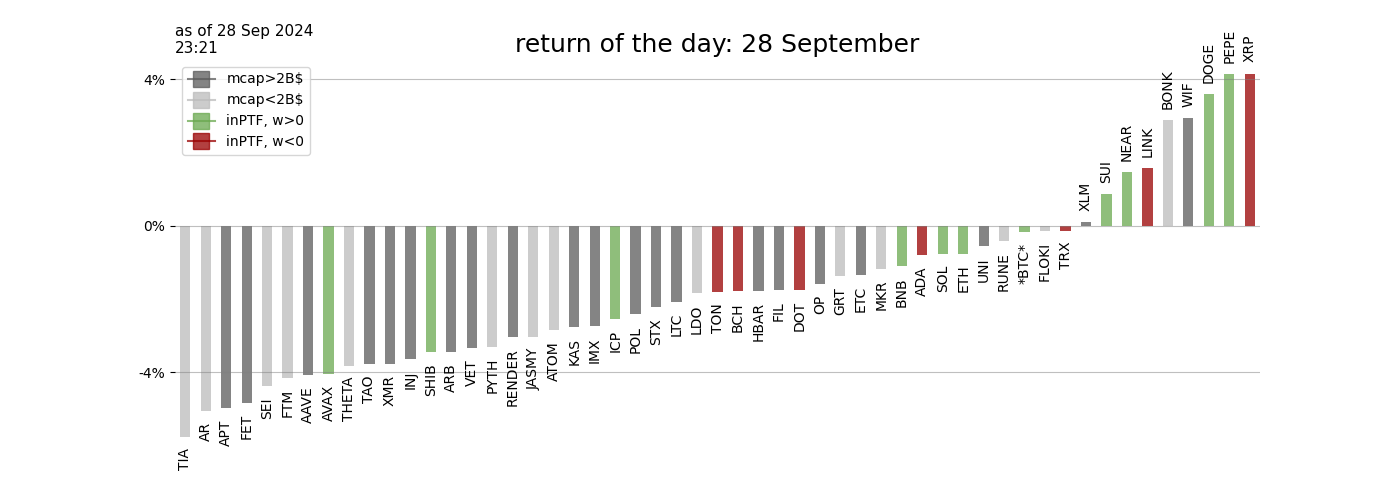 as of 28 Sep 2024
23:21
return of the day: 28 September
mcap>2B$
mcap<2B$
inPTF, w>0
inPTF, w<0
4%
0%
-4%
TIA
AR
APT
FET
SEI
FTM
AAVE
AVAX
THETA
TAO
XMR
INJ
SHIB
ARB
VET
PYTH
RENDER
JASMY
ATOM
KAS
IMX
ICP
POL
STX
LTC
LDO
TON
BCH
HBAR
FIL
DOT
OP
GRT
ETC
MKR
BNB
ADA
SOL
ETH
UNI
RUNE
*BTC*
FLOKI
TRX
XLM
SUI
NEAR
LINK
BONK
WIF
DOGE
PEPE
XRP